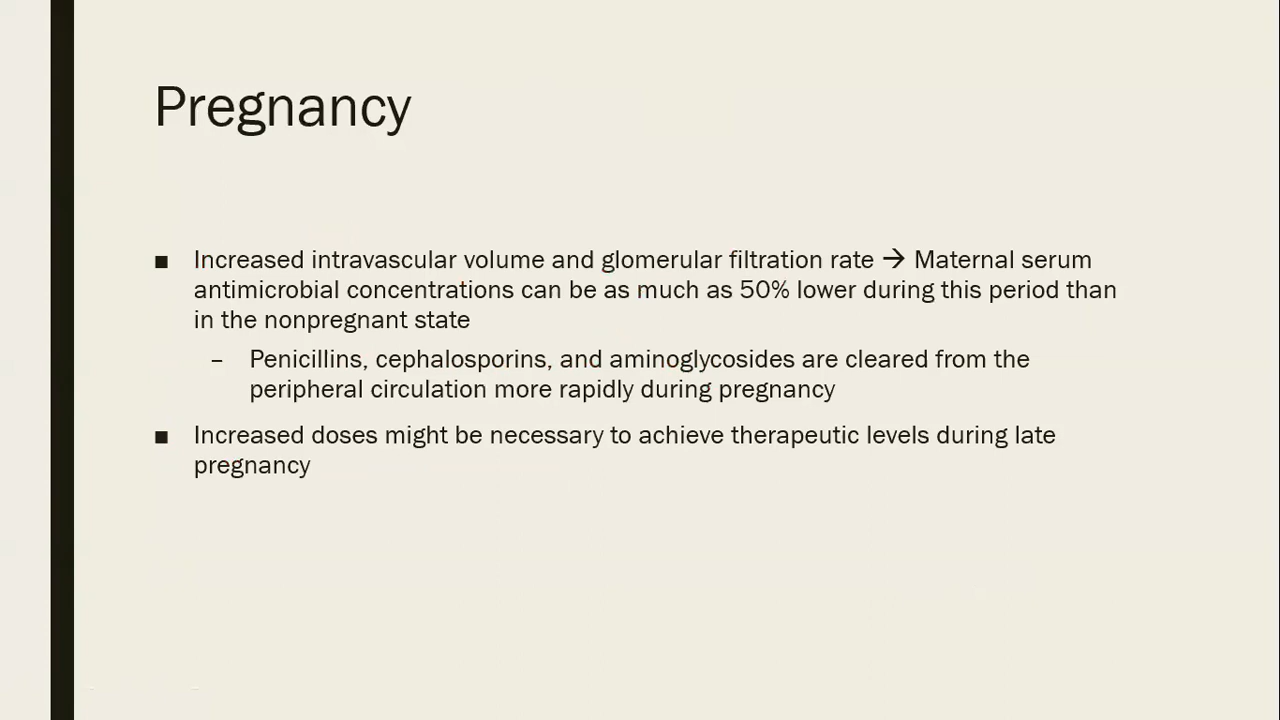 Pregnancy
■ Increased intravascular volume and glomerular filtration rate → Maternal serum
antimicrobial concentrations can be as much as 50% lower during this period than
in the nonpregnant state
– Penicillins, cephalosporins, and aminoglycosides are cleared from the
peripheral circulation more rapidly during pregnancy
■ Increased doses might be necessary to achieve therapeutic levels during late
pregnancy